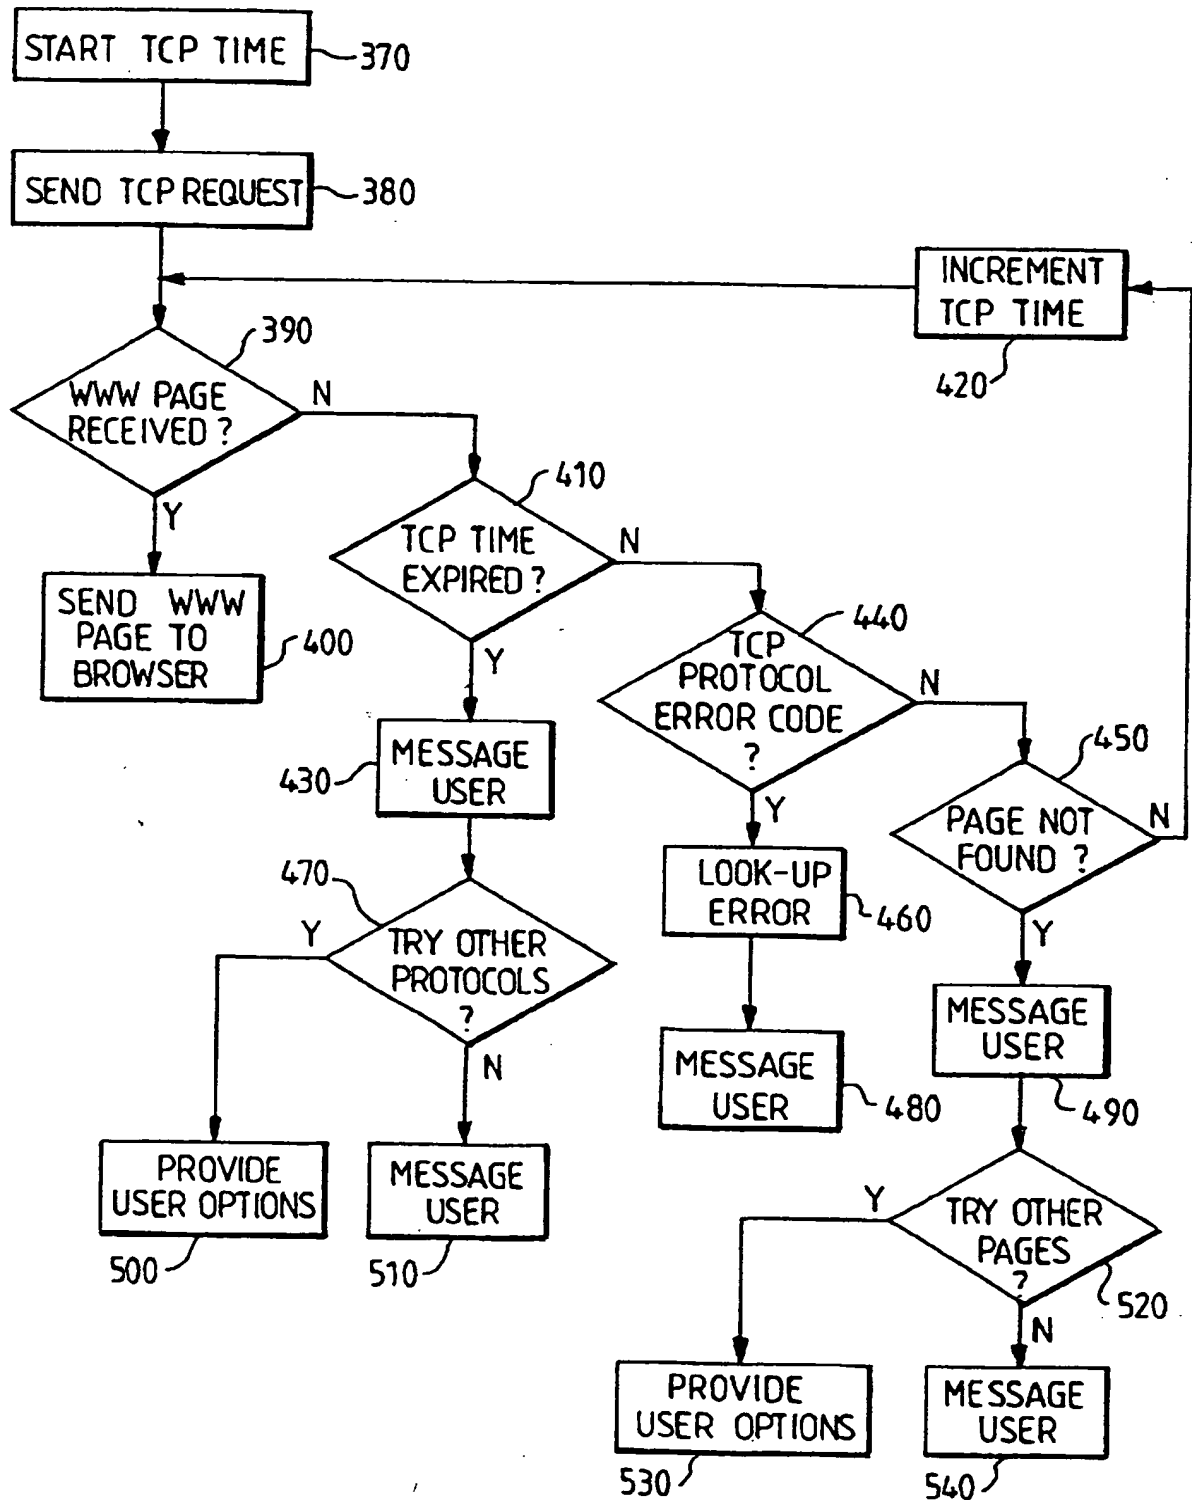 START TCP TIME
370
SEND TCP REQUEST
380
INCREMENT
TCP TIME
420
390
WWW PAGE
RECEIVED ?
N
Y
410
TCP TIME
EXPIRED ?
N
Y
SEND WWW
PAGE TO
BROWSER
400
440
TCP
PROTOCOL
ERROR CODE
?
N
Y
430
MESSAGE
USER
450
PAGE NOT
FOUND ?
N
Y
LOOK-UP
ERROR
460
470
Y
TRY OTHER
PROTOCOLS
?
N
MESSAGE
USER
490
MESSAGE
USER
480
PROVIDE
USER OPTIONS
500
MESSAGE
USER
510
Y
TRY OTHER
PAGES
?
520
N
PROVIDE
USER OPTIONS
530
MESSAGE
USER
540